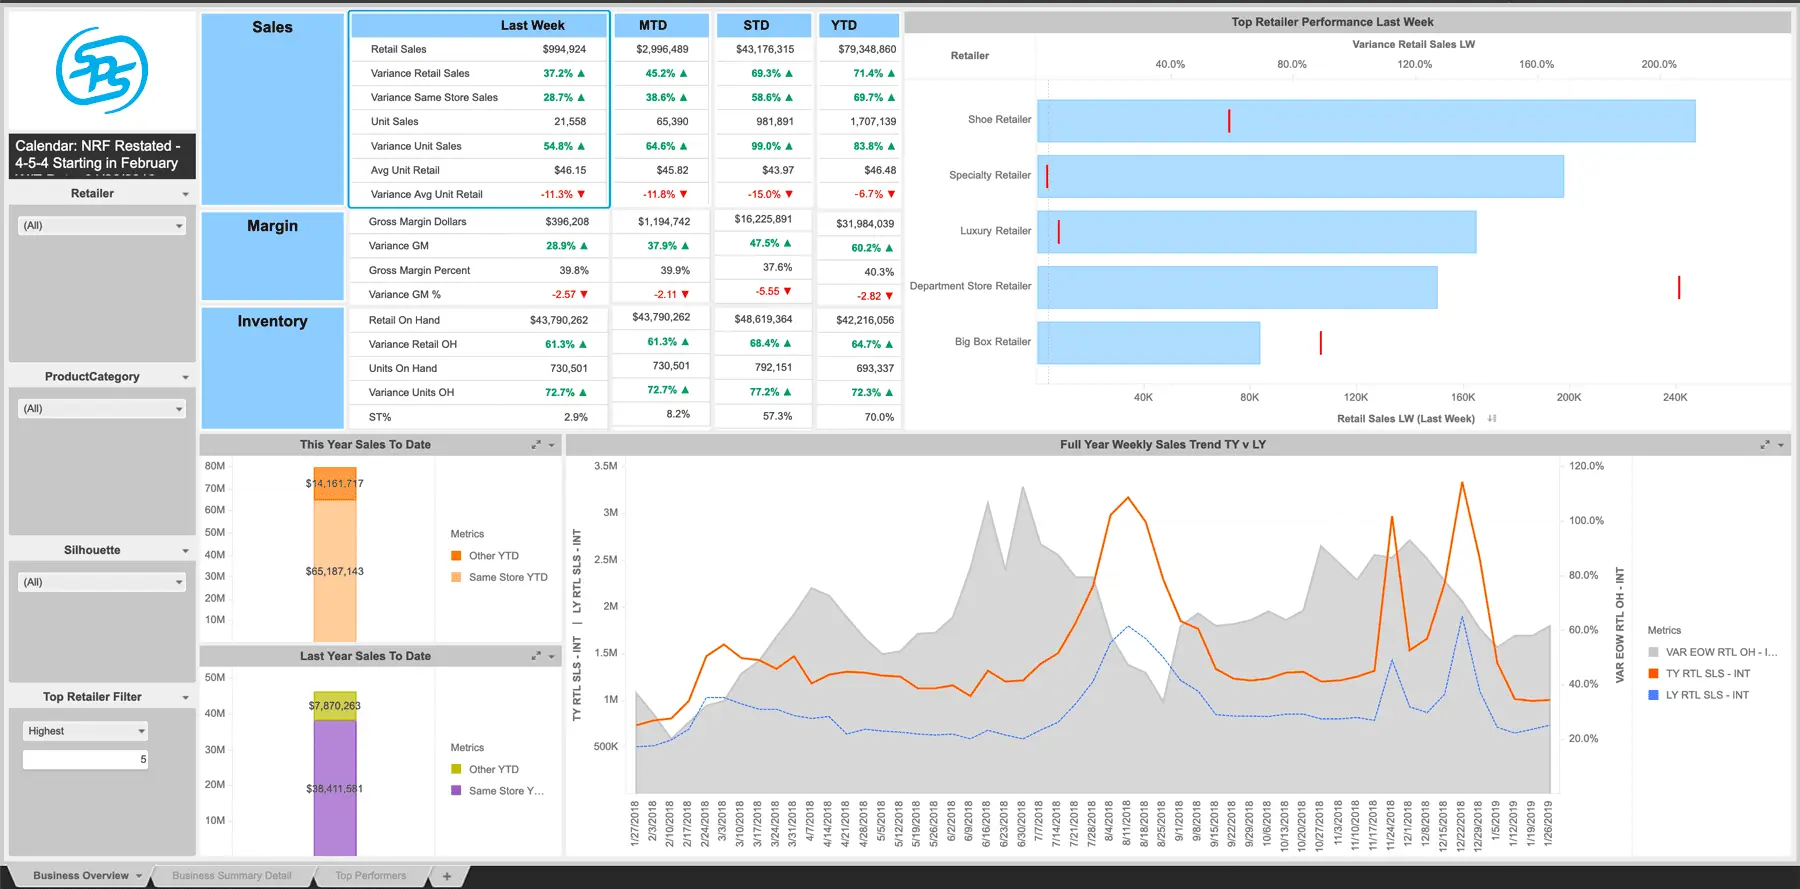 SPS
Calendar: NRF Restated -
4-5-4 Starting in February
Retailer
(All)
ProductCategory
(All)
Silhouette
(All)
Top Retailer Filter
Highest
5
Sales
Last Week MTD STD YTD
Retail Sales $994,924 $2,996,489 $43,176,315 $79,348,860
Variance Retail Sales 37.2% ▲ 45.2% ▲ 69.3% ▲ 71.4% ▲
Variance Same Store Sales 28.7% ▲ 38.6% ▲ 58.6% ▲ 69.7% ▲
Unit Sales 21,558 65,390 981,891 1,707,139
Variance Unit Sales 54.8% ▲ 64.6% ▲ 99.0% ▲ 83.8% ▲
Avg Unit Retail $46.15 $45.82 $43.97 $46.48
Variance Avg Unit Retail -11.3% ▼ -11.8% ▼ -15.0% ▼ -6.7% ▼
Margin
Gross Margin Dollars $396,208 $1,194,742 $16,225,891 $31,984,039
Variance GM 28.9% ▲ 37.9% ▲ 47.5% ▲ 60.2% ▲
Gross Margin Percent 39.8% 39.9% 37.6% 40.3%
Variance GM % -2.57 ▼ -2.11 ▼ -5.55 ▼ -2.82 ▼
Inventory
Retail On Hand $43,790,262 $43,790,262 $48,619,364 $42,216,056
Variance Retail OH 61.3% ▲ 61.3% ▲ 68.4% ▲ 64.7% ▲
Units On Hand 730,501 730,501 792,151 693,337
Variance Units OH 72.7% ▲ 72.7% ▲ 77.2% ▲ 72.3% ▲
ST% 2.9% 8.2% 57.3% 70.0%
Top Retailer Performance Last Week
Variance Retail Sales LW
Retailer
40.0% 80.0% 120.0% 160.0% 200.0%
Shoe Retailer
Specialty Retailer
Luxury Retailer
Department Store Retailer
Big Box Retailer
40K 80K 120K 160K 200K 240K
Retail Sales LW (Last Week)
This Year Sales To Date
80M
70M
60M
50M
40M
30M
20M
10M
$14,161,717
$65,187,143
Metrics
Other YTD
Same Store YTD
Last Year Sales To Date
50M
40M
30M
20M
10M
$7,870,263
$38,411,581
Metrics
Other YTD
Same Store Y...
Full Year Weekly Sales Trend TY v LY
TY RTL SLS - INT | LY RTL SLS - INT
3.5M
3M
2.5M
2M
1.5M
1M
500K
120.0%
100.0%
80.0%
60.0%
40.0%
20.0%
VAR EOW RTL OH - INT
1/27/2018 2/3/2018 2/10/2018 2/17/2018 2/24/2018 3/3/2018 3/10/2018 3/17/2018 3/24/2018 3/31/2018 4/7/2018 4/14/2018 4/21/2018 4/28/2018 5/5/2018 5/12/2018 5/19/2018 5/26/2018 6/2/2018 6/9/2018 6/16/2018 6/23/2018 6/30/2018 7/7/2018 7/14/2018 7/21/2018 7/28/2018 8/4/2018 8/11/2018 8/18/2018 8/25/2018 9/1/2018 9/8/2018 9/15/2018 9/22/2018 9/29/2018 10/6/2018 10/13/2018 10/20/2018 10/27/2018 11/3/2018 11/10/2018 11/17/2018 11/24/2018 12/1/2018 12/8/2018 12/15/2018 12/22/2018 12/29/2018 1/5/2019 1/12/2019 1/19/2019 1/26/2019
Metrics
VAR EOW RTL OH - I...
TY RTL SLS - INT
LY RTL SLS - INT
Business Overview
Business Summary Detail
Top Performers
+